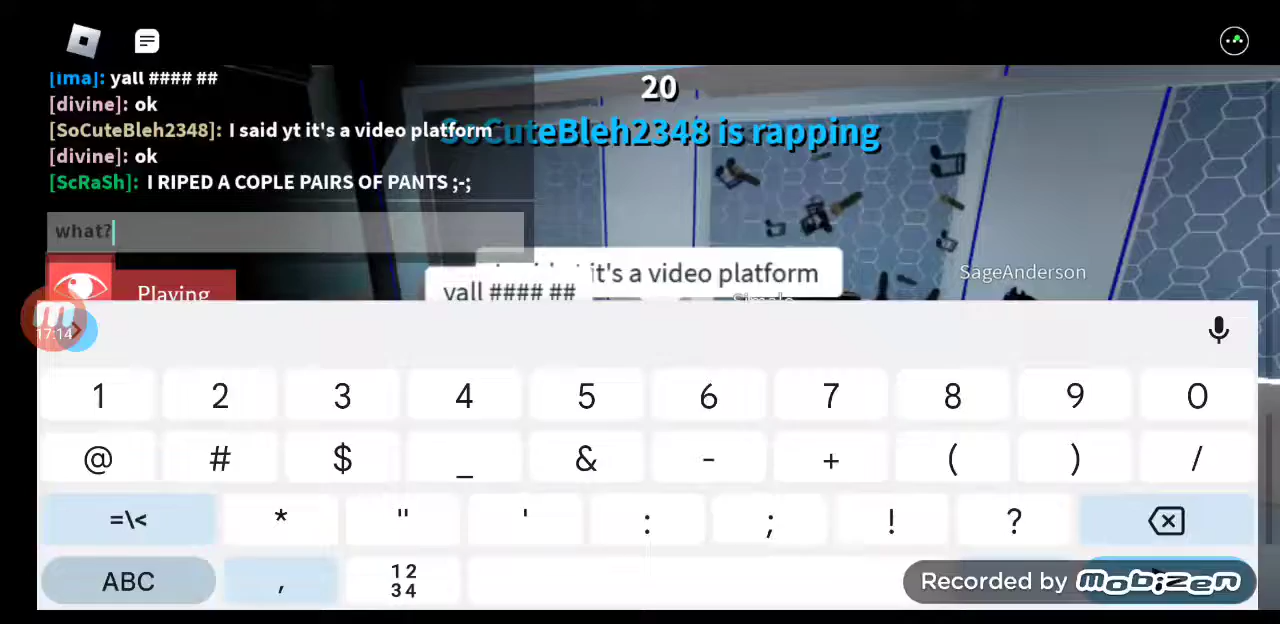 [ima]: yall #### ##
[divine]: ok
[SoCuteBleh2348]: I said yt it's a video platform
[divine]: ok
[ScRaSh]: I RIPED A COPLE PAIRS OF PANTS ;-;
what?
20
SoCuteBleh2348 is rapping
it's a video platform
yall #### ##
SageAnderson
Playing
17:14
1 2 3 4 5 6 7 8 9 0
@ # $ _ & - + ( ) /
=\< * " ' : ; ! ?
ABC , 12
34
Recorded by mobizen